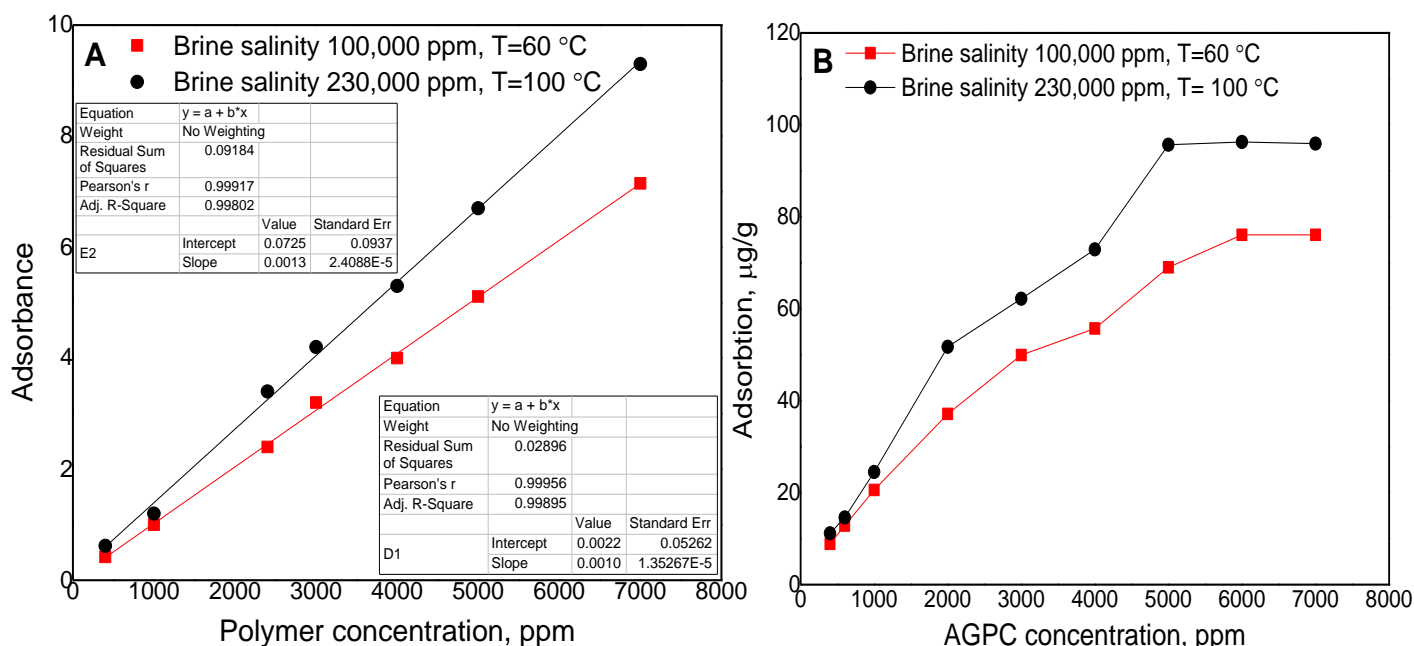 A
Brine salinity 100,000 ppm, T=60 °C
Brine salinity 230,000 ppm, T=100 °C
Equation y = a + b*x
Weight No Weighting
Residual Sum
of Squares 0.09184
Pearson's r 0.99917
Adj. R-Square 0.99802
Value Standard Err
E2 Intercept 0.0725 0.0937
Slope 0.0013 2.4088E-5
Equation y = a + b*x
Weight No Weighting
Residual Sum
of Squares 0.02896
Pearson's r 0.99956
Adj. R-Square 0.99895
Value Standard Err
D1 Intercept 0.0022 0.05262
Slope 0.0010 1.35267E-5
10
8
6
4
2
0
Adsorbance
0 1000 2000 3000 4000 5000 6000 7000 8000
Polymer concentration, ppm
B
Brine salinity 100,000 ppm, T=60 °C
Brine salinity 230,000 ppm, T= 100 °C
120
100
80
60
40
20
0
Adsorbtion, μg/g
0 1000 2000 3000 4000 5000 6000 7000 8000
AGPC concentration, ppm